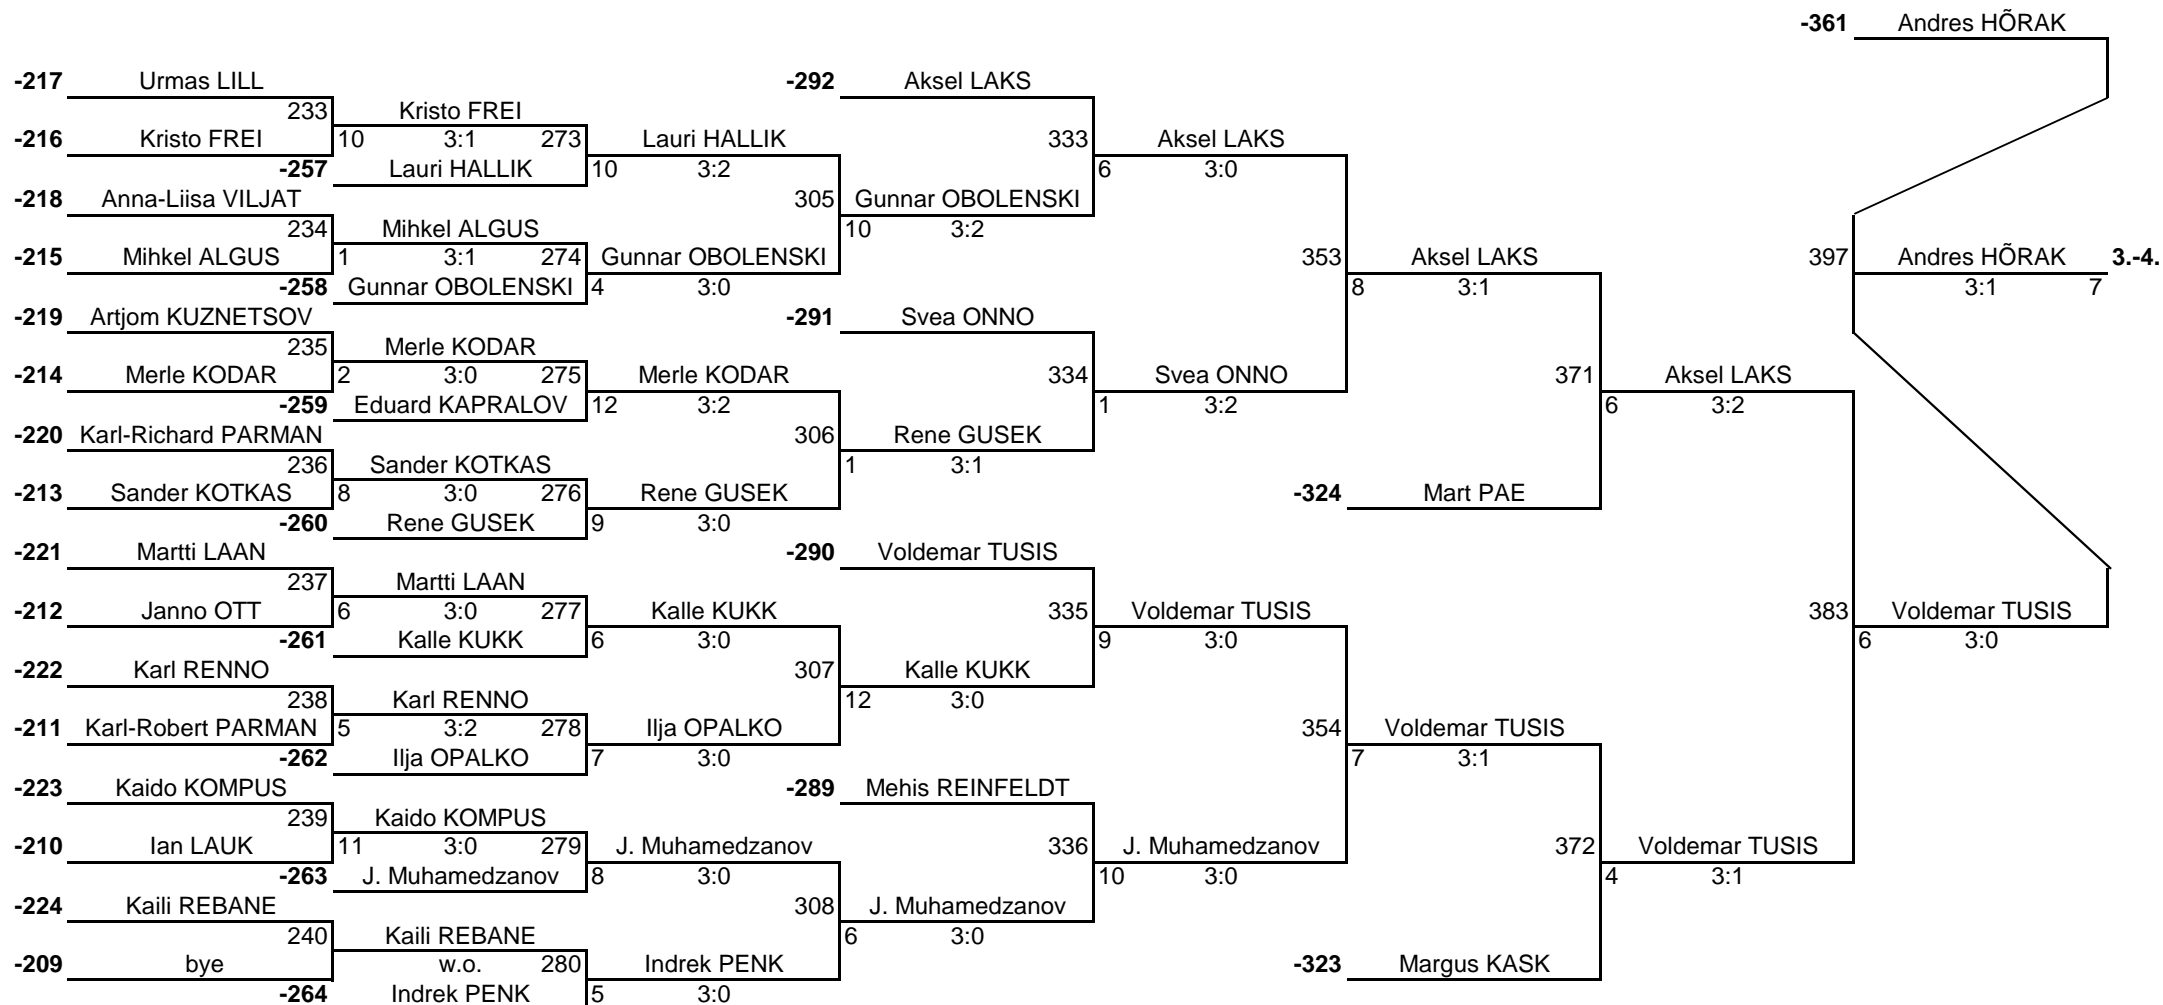 -361 Andres HÕRAK
-217 Urmas LILL -292 Aksel LAKS
233 Kristo FREI
-216 Kristo FREI 10 3:1 273 Lauri HALLIK 333 Aksel LAKS
-257 Lauri HALLIK 10 3:2 6 3:0
-218 Anna-Liisa VILJAT 305 Gunnar OBOLENSKI
234 Mihkel ALGUS 10 3:2
-215 Mihkel ALGUS 1 3:1 274 Gunnar OBOLENSKI 353 Aksel LAKS 397 Andres HÕRAK 3.-4.
-258 Gunnar OBOLENSKI 4 3:0 8 3:1 3:1 7
-219 Artjom KUZNETSOV -291 Svea ONNO
235 Merle KODAR
-214 Merle KODAR 2 3:0 275 Merle KODAR 334 Svea ONNO 371 Aksel LAKS
-259 Eduard KAPRALOV 12 3:2 1 3:2 6 3:2
-220 Karl-Richard PARMAN 306 Rene GUSEK
236 Sander KOTKAS 1 3:1
-213 Sander KOTKAS 8 3:0 276 Rene GUSEK -324 Mart PAE
-260 Rene GUSEK 9 3:0
-221 Martti LAAN -290 Voldemar TUSIS
237 Martti LAAN
-212 Janno OTT 6 3:0 277 Kalle KUKK 335 Voldemar TUSIS 383 Voldemar TUSIS
-261 Kalle KUKK 6 3:0 9 3:0 6 3:0
-222 Karl RENNO 307 Kalle KUKK
238 Karl RENNO 12 3:0
-211 Karl-Robert PARMAN 5 3:2 278 Ilja OPALKO 354 Voldemar TUSIS
-262 Ilja OPALKO 7 3:0 7 3:1
-223 Kaido KOMPUS -289 Mehis REINFELDT
239 Kaido KOMPUS
-210 Ian LAUK 11 3:0 279 J. Muhamedzanov 336 J. Muhamedzanov 372 Voldemar TUSIS
-263 J. Muhamedzanov 8 3:0 10 3:0 4 3:1
-224 Kaili REBANE 308 J. Muhamedzanov
240 Kaili REBANE 6 3:0
-209 bye w.o. 280 Indrek PENK -323 Margus KASK
-264 Indrek PENK 5 3:0